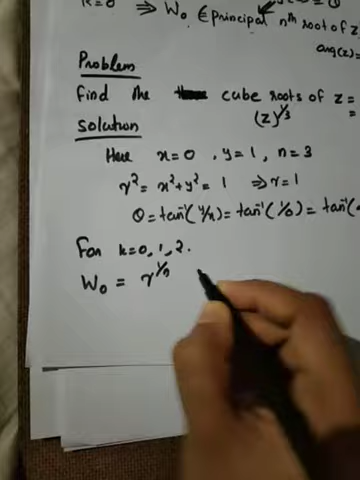 k=0 ⇒ W₀ ∈ principal nth root of z
arg(z)=
Problem
Find the cube roots of z =
(z)^⅓ =
Solution
Here x=0 , y=1 , n=3
r² = x²+y² = 1 ⇒ r=1
θ = tan⁻¹(y/x) = tan⁻¹(1/0) = tan⁻¹(
For k=0, 1, 2.
W₀ = r^1/n